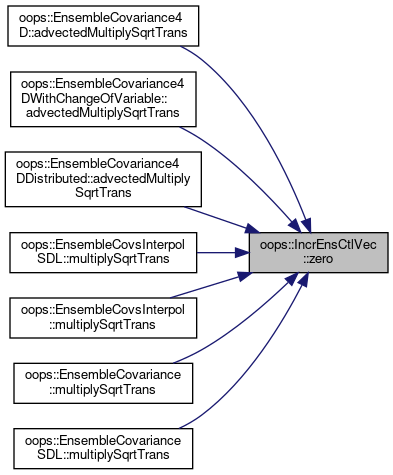 oops::EnsembleCovariance4
D::advectedMultiplySqrtTrans
oops::EnsembleCovariance4
DWithChangeOfVariable::
advectedMultiplySqrtTrans
oops::EnsembleCovariance4
DDistributed::advectedMultiply
SqrtTrans
oops::EnsembleCovsInterpol
SDL::multiplySqrtTrans
oops::IncrEnsCtlVec
::zero
oops::EnsembleCovsInterpol
::multiplySqrtTrans
oops::EnsembleCovariance
::multiplySqrtTrans
oops::EnsembleCovariance
SDL::multiplySqrtTrans